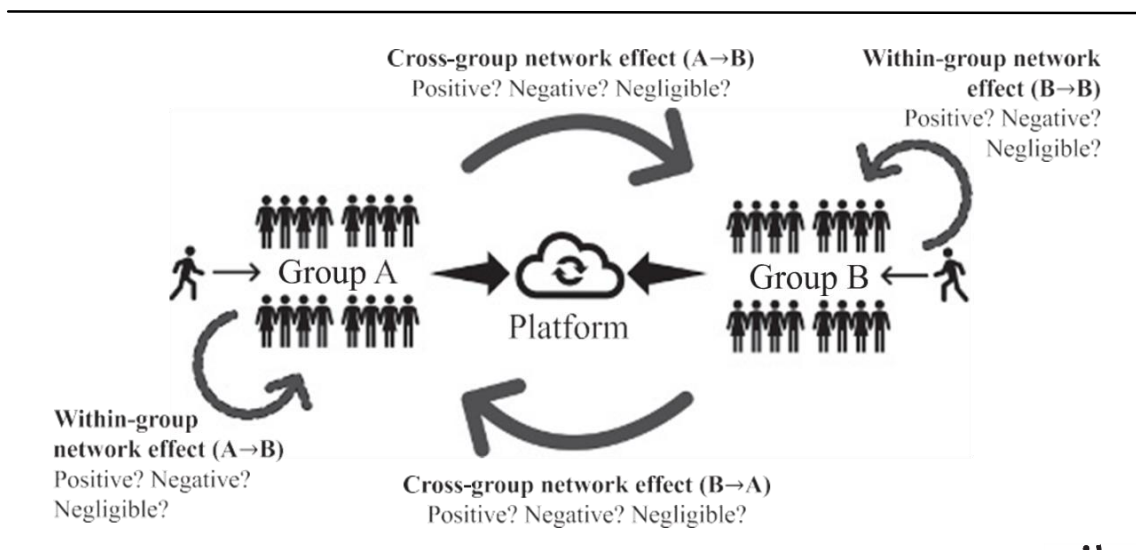 Cross-group network effect (A→B)
Positive? Negative? Negligible?
Within-group network
effect (B→B)
Positive? Negative?
Negligible?
Group A
Platform
Group B
Within-group
network effect (A→B)
Positive? Negative?
Negligible?
Cross-group network effect (B→A)
Positive? Negative? Negligible?